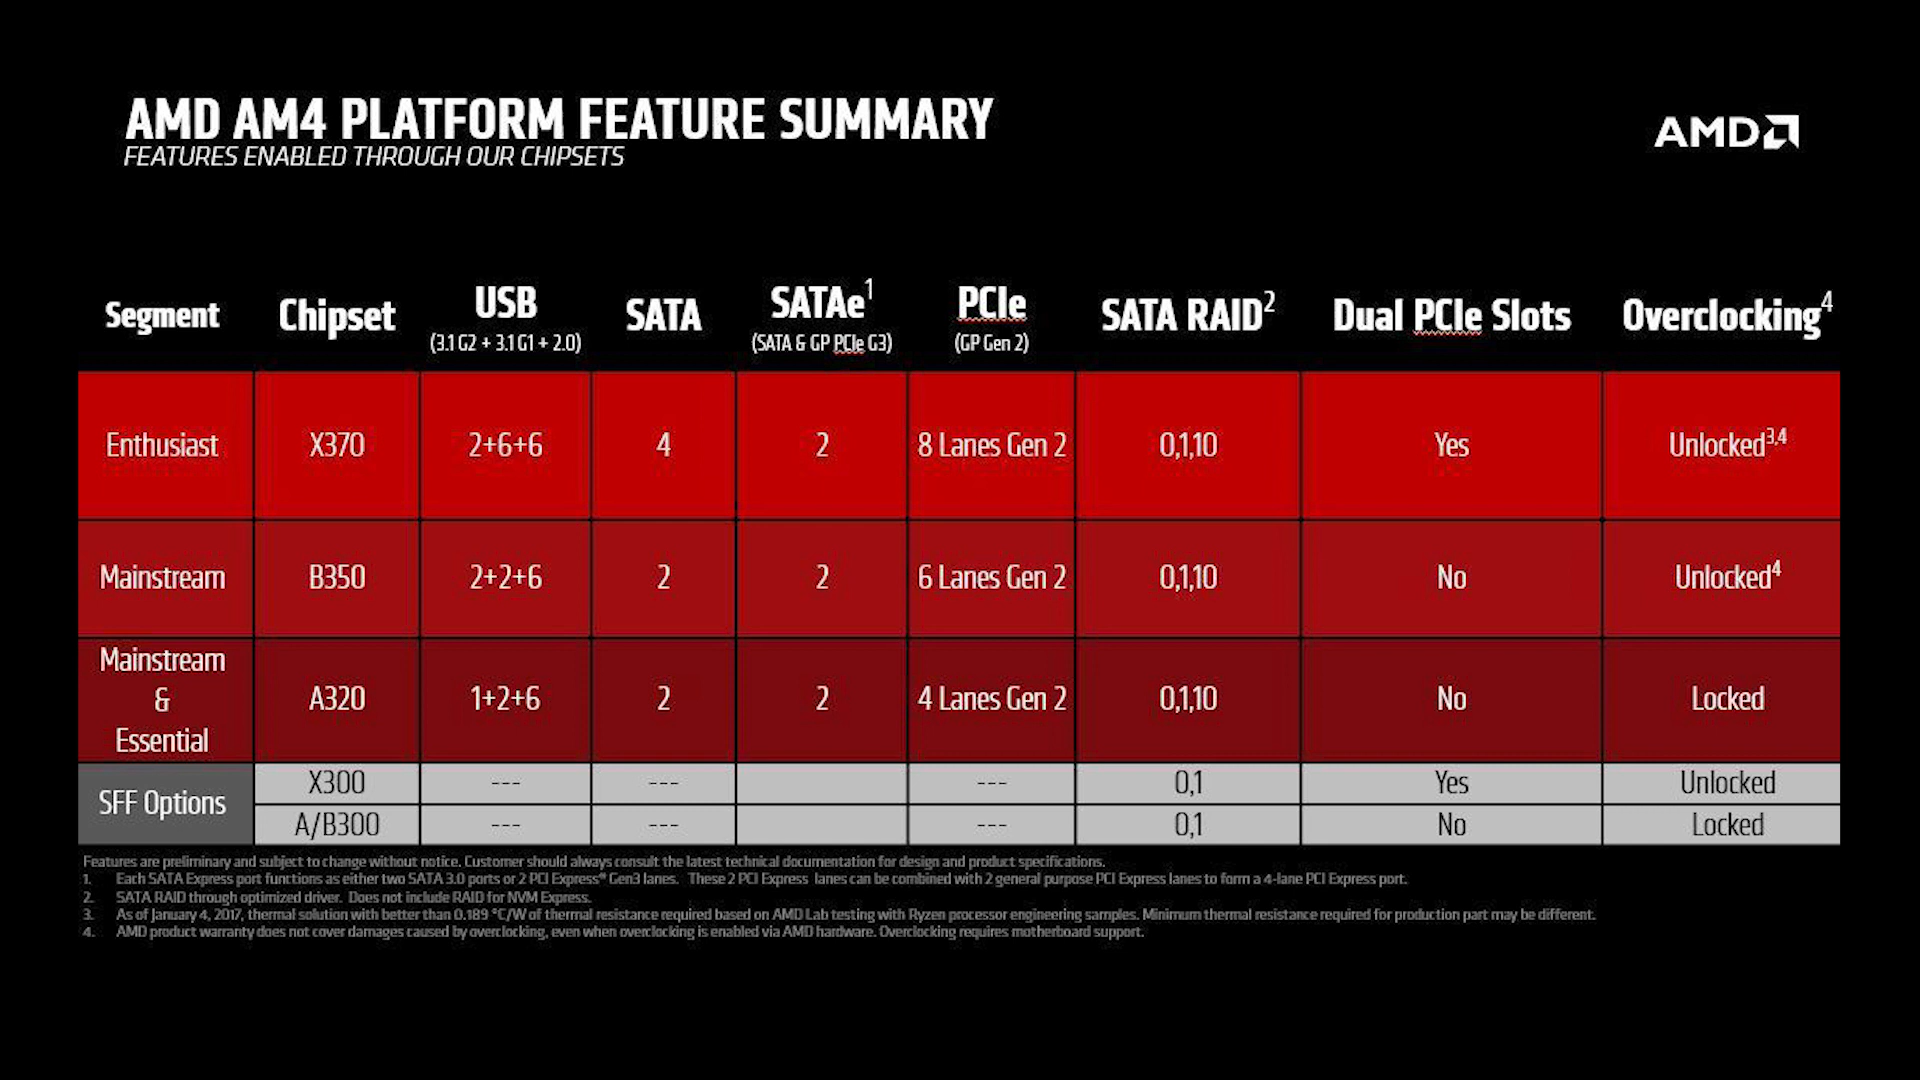 AMD AM4 PLATFORM FEATURE SUMMARY
FEATURES ENABLED THROUGH OUR CHIPSETS
AMD
Segment Chipset USB (3.1 G2 + 3.1 G1 + 2.0) SATA SATAe¹ (SATA & GP PCIe G3) PCIe (GP Gen 2) SATA RAID² Dual PCIe Slots Overclocking⁴
Enthusiast X370 2+6+6 4 2 8 Lanes Gen 2 0,1,10 Yes Unlocked³,⁴
Mainstream B350 2+2+6 2 2 6 Lanes Gen 2 0,1,10 No Unlocked⁴
Mainstream & Essential A320 1+2+6 2 2 4 Lanes Gen 2 0,1,10 No Locked
SFF Options X300 --- --- --- 0,1 Yes Unlocked
A/B300 --- --- --- 0,1 No Locked
Features are preliminary and subject to change without notice. Customer should always consult the latest technical documentation for design and product specifications.
1. Each SATA Express port functions as either two SATA 3.0 ports or 2 PCI Express® Gen3 lanes. These 2 PCI Express lanes can be combined with 2 general purpose PCI Express lanes to form a 4-lane PCI Express port.
2. SATA RAID through optimized driver. Does not include RAID for NVM Express.
3. As of January 4, 2017, thermal solution with better than 0.189 °C/W of thermal resistance required based on AMD Lab testing with Ryzen processor engineering samples. Minimum thermal resistance required for production part may be different.
4. AMD product warranty does not cover damages caused by overclocking, even when overclocking is enabled via AMD hardware. Overclocking requires motherboard support.